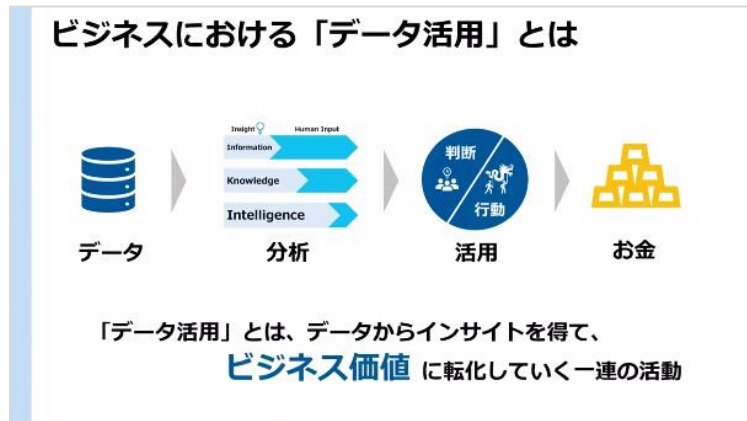 ビジネスにおける「データ活用」とは
Insight Human Input
Information
Knowledge
Intelligence
判断
行動
データ 分析 活用 お金
「データ活用」とは、データからインサイトを得て、
ビジネス価値 に転化していく一連の活動